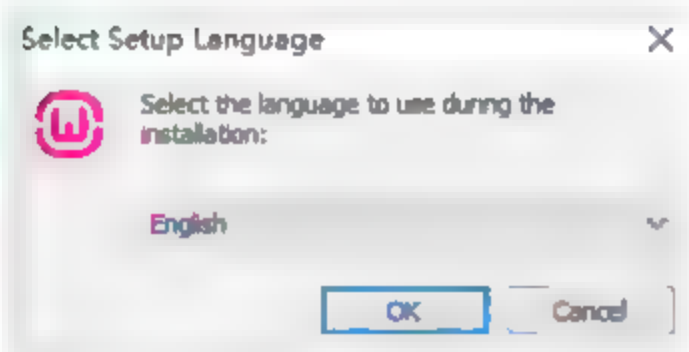 Select Setup Language
Select the language to use during the
installation:
English
OK
Cancel